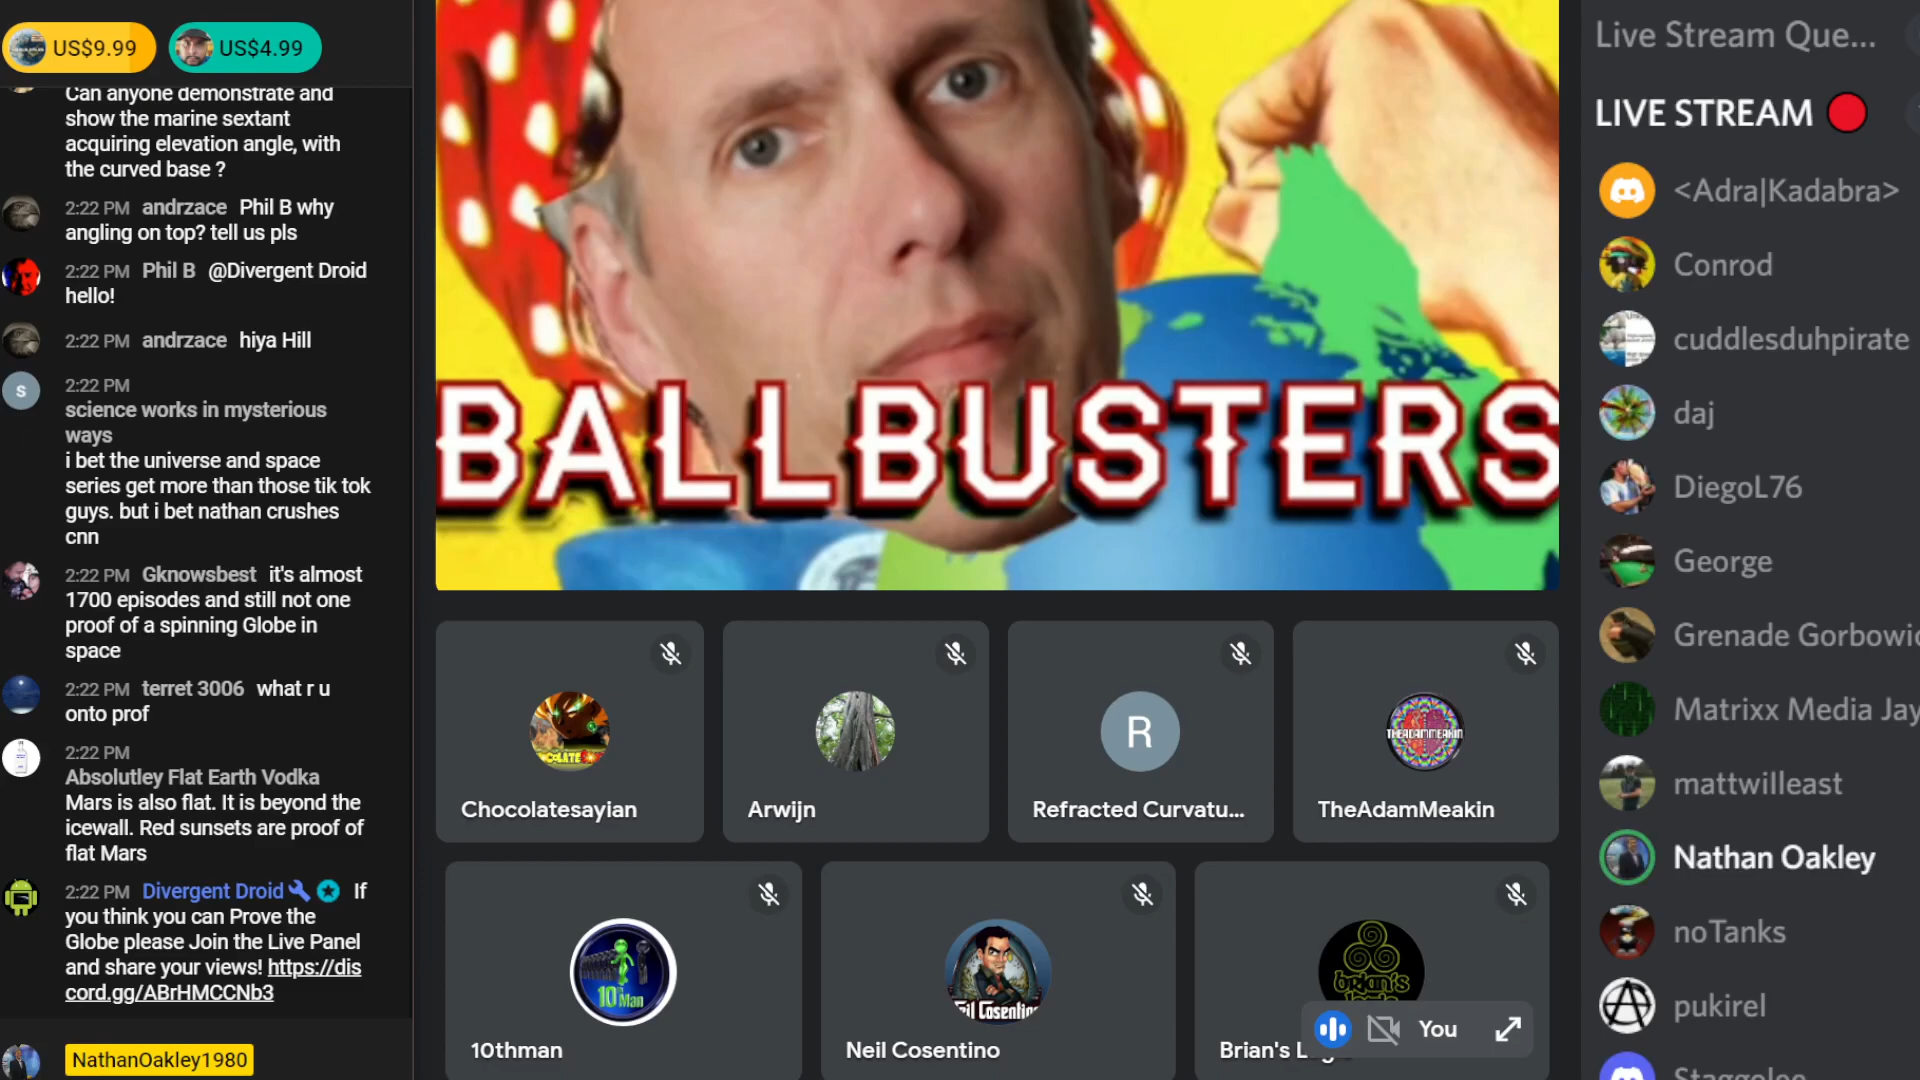 US$9.99
US$4.99
Can anyone demonstrate and
show the marine sextant
acquiring elevation angle, with
the curved base ?
2:22 PM andrzace Phil B why
angling on top? tell us pls
2:22 PM Phil B @Divergent Droid
hello!
2:22 PM andrzace hiya Hill
S
2:22 PM
science works in mysterious
ways
i bet the universe and space
series get more than those tik tok
guys. but i bet nathan crushes
cnn
2:22 PM Gknowsbest it's almost
1700 episodes and still not one
proof of a spinning Globe in
space
2:22 PM terret 3006 what r u
onto prof
2:22 PM
Absolutley Flat Earth Vodka
Mars is also flat. It is beyond the
icewall. Red sunsets are proof of
flat Mars
2:22 PM Divergent Droid If
you think you can Prove the
Globe please Join the Live Panel
and share your views! https://dis
cord.gg/ABrHMCCNb3
NathanOakley1980
BALLBUSTERS
R
THEADAMMEAKIN
Chocolatesayian
Arwijn
Refracted Curvatu...
TheAdamMeakin
10th Man
10thman
Neil Cosentino
Brian's
You
Live Stream Que...
LIVE STREAM
<Adra|Kadabra>
Conrod
cuddlesduhpirate
daj
DiegoL76
George
Grenade Gorbowic
Matrixx Media Jay
mattwilleast
Nathan Oakley
noTanks
pukirel
Staggolee